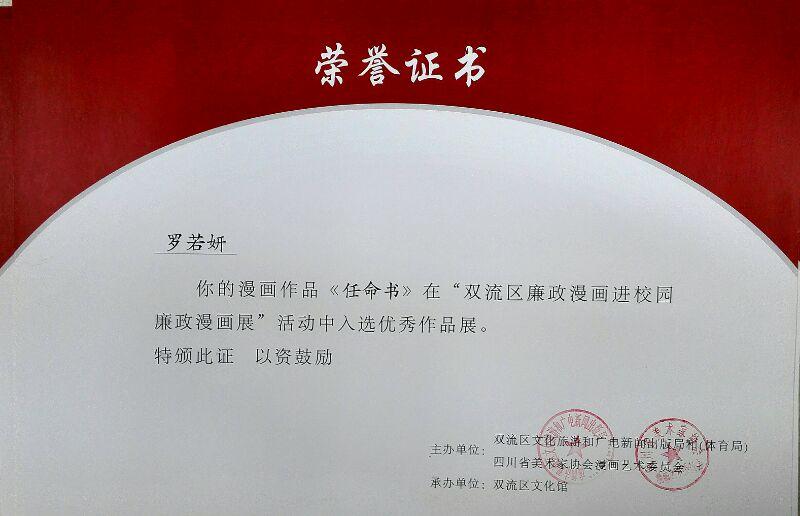 荣誉证书
罗若妍
你的漫画作品《任命书》在“双流区廉政漫画进校园
廉政漫画展”活动中入选优秀作品展。
特颁此证 以资鼓励
主办单位：双流区文化旅游和广电新闻出版局相(体育局)
四川省美术家协会漫画艺术委员会
承办单位：双流区文化馆